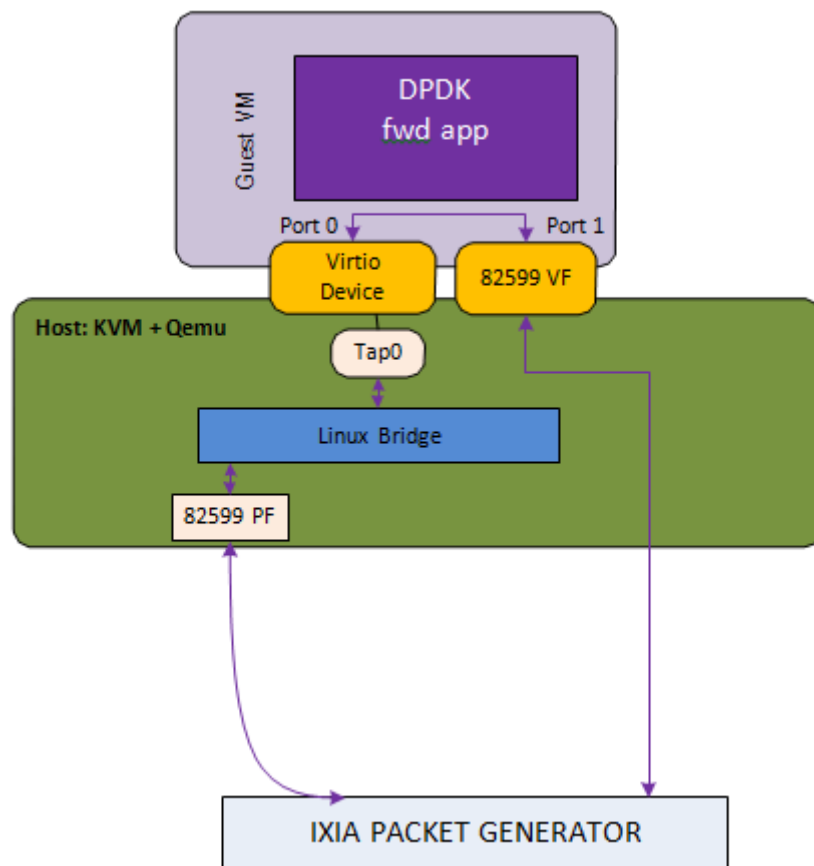 DPDK
fwd app
Guest VM
Port 0
Port 1
Virtio
Device
82599 VF
Host: KVM + Qemu
Tap0
Linux Bridge
82599 PF
IXIA PACKET GENERATOR